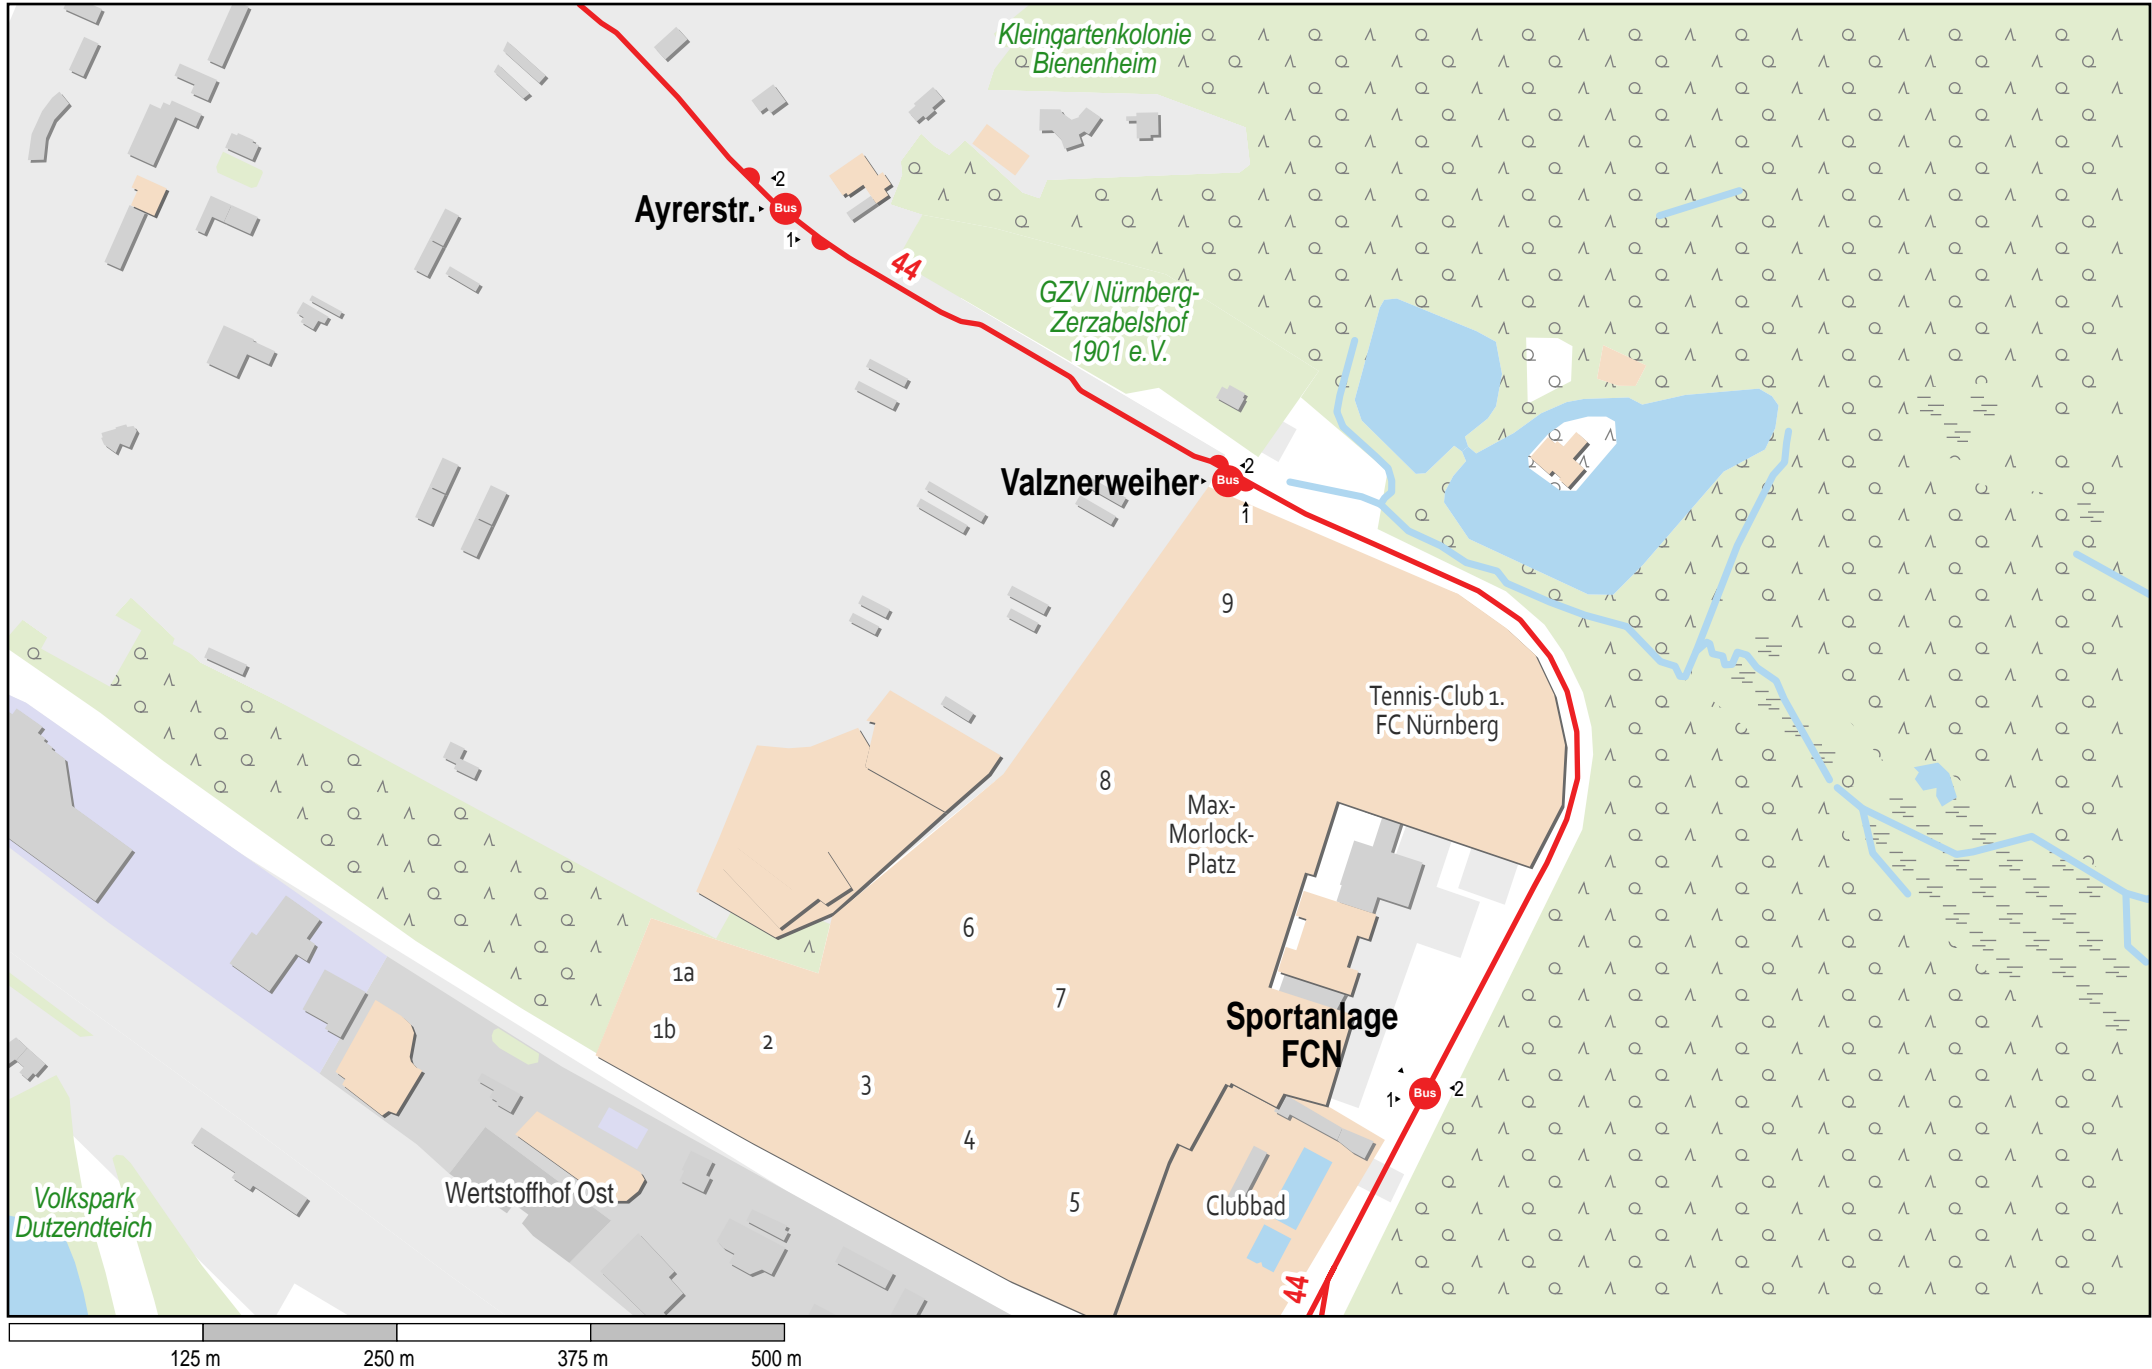 Kleingartenkolonie
Bienenheim
2
Ayrerstr.
Bus
1
44
GZV Nürnberg-
Zerzabelshof
1901 e.V.
2
Valznerweiher
Bus
1
9
Tennis-Club 1.
FC Nürnberg
8
Max-
Morlock-
Platz
6
1a
7
1b
2
Sportanlage
FCN
3
Bus
2
1
4
Wertstoffhof Ost
5
Clubbad
Volkspark
Dutzendteich
44
125 m
250 m
375 m
500 m